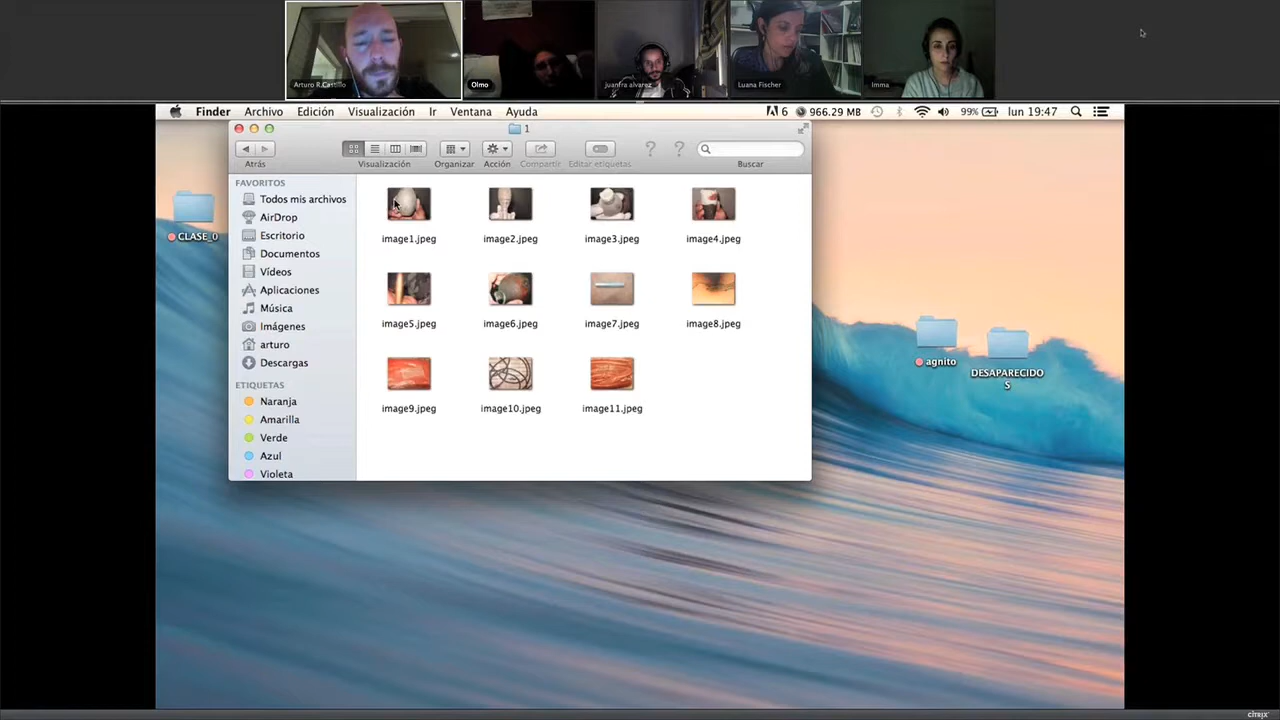 Arturo R.Castillo
Olmo
juanfra alvarez
Luana Fischer
Imma
Finder Archivo Edición Visualización Ir Ventana Ayuda
6 966.29 MB 99% lun 19:47
1
Atrás Visualización Organizar Acción Compartir Editar etiquetas Buscar
FAVORITOS
Todos mis archivos
AirDrop
Escritorio
Documentos
Vídeos
Aplicaciones
Música
Imágenes
arturo
Descargas
ETIQUETAS
Naranja
Amarilla
Verde
Azul
Violeta
image1.jpeg image2.jpeg image3.jpeg image4.jpeg
image5.jpeg image6.jpeg image7.jpeg image8.jpeg
image9.jpeg image10.jpeg image11.jpeg
CLASE_0
agnito
DESAPARECIDO
S
CITRIX